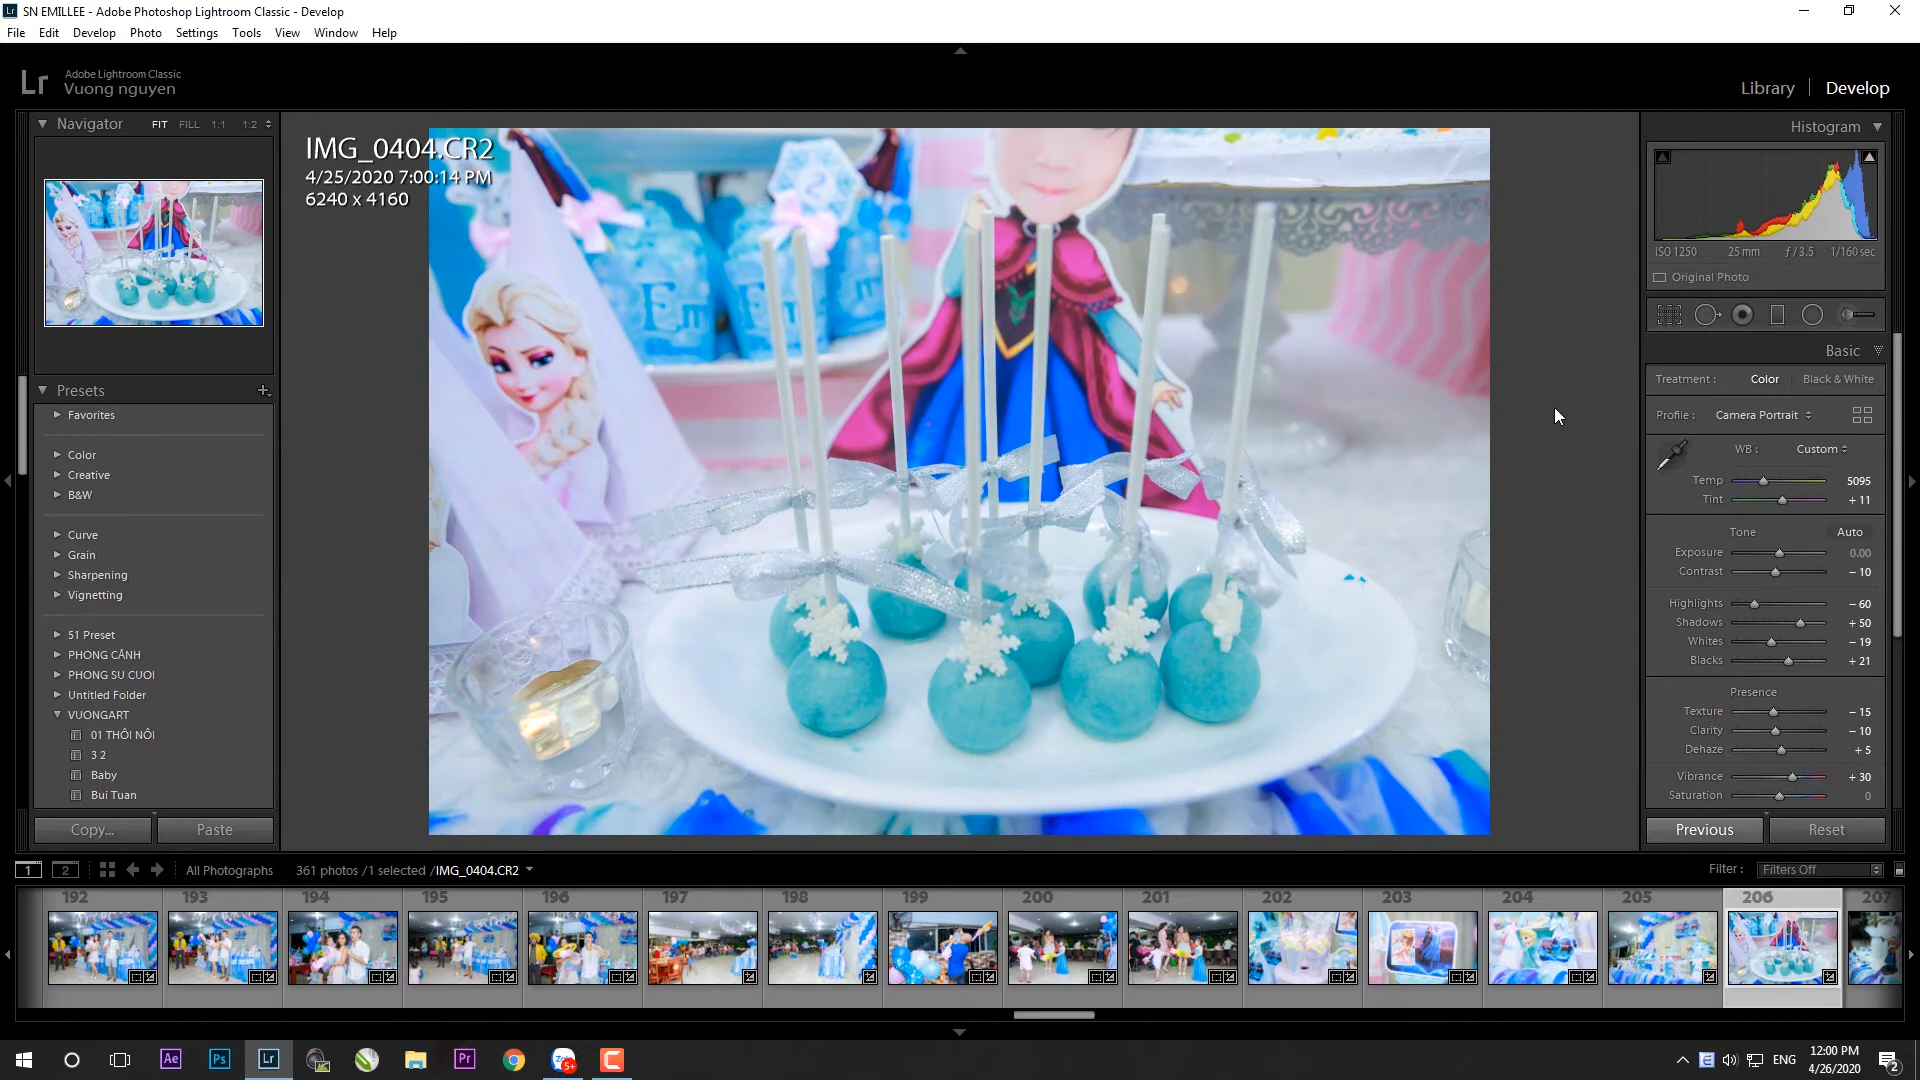 SN EMILLEE - Adobe Photoshop Lightroom Classic - Develop
File Edit Develop Photo Settings Tools View Window Help
Lr
Adobe Lightroom Classic
Vuong nguyen
Library
Develop
Navigator
FIT FILL 1:1 1:2
IMG_0404.CR2
4/25/2020 7:00:14 PM
6240 x 4160
Presets
Favorites
Color
Creative
B&W
Curve
Grain
Sharpening
Vignetting
51 Preset
PHONG CẢNH
PHONG SU CUOI
Untitled Folder
VUONGART
01 THÔI NÔI
3 2
Baby
Bui Tuan
Copy...
Paste
Histogram
ISO 1250 25 mm ƒ / 3.5 1/160 sec
Original Photo
Basic
Treatment : Color Black & White
Profile : Camera Portrait
WB : Custom
Temp 5095
Tint + 11
Tone Auto
Exposure 0.00
Contrast – 10
Highlights – 60
Shadows + 50
Whites – 19
Blacks + 21
Presence
Texture – 15
Clarity – 10
Dehaze + 5
Vibrance + 30
Saturation 0
Previous
Reset
1 2 All Photographs 361 photos /1 selected /IMG_0404.CR2
Filter : Filters Off
192 193 194 195 196 197 198 199 200 201 202 203 204 205 206 207
Ae Ps Lr Pr
5+
ENG
12:00 PM
4/26/2020
2